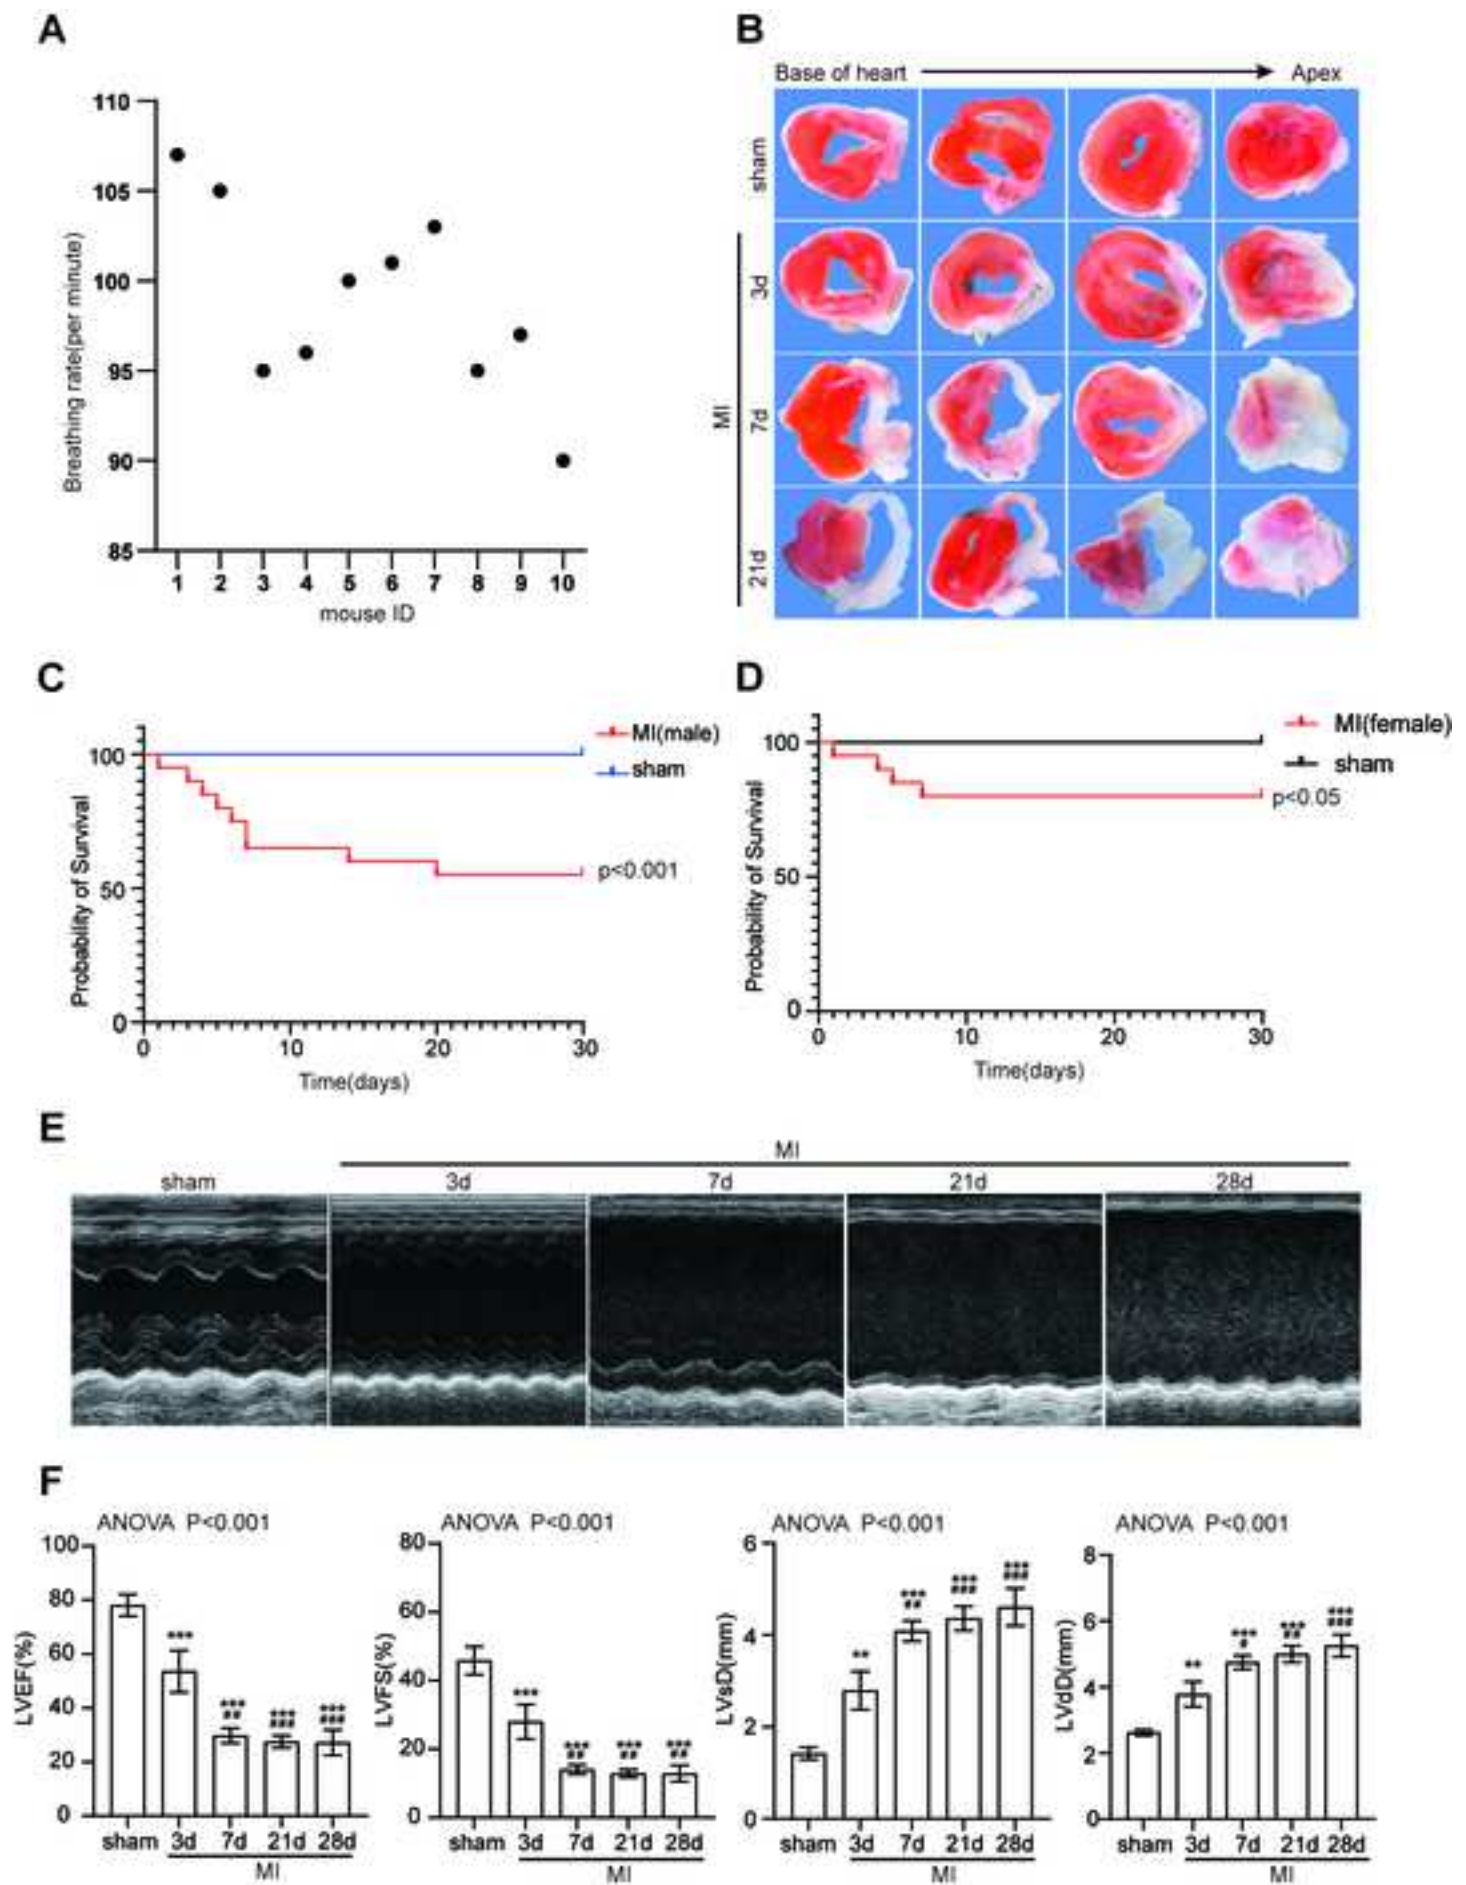 A
110
105
100
95
90
85
Breathing rate(per minute)
1 2 3 4 5 6 7 8 9 10
mouse ID
B
Base of heart
Apex
sham
3d
7d
21d
MI
C
100
50
0
Probability of Survival
0 10 20 30
Time(days)
MI(male)
sham
p<0.001
D
100
50
0
Probability of Survival
0 10 20 30
Time(days)
MI(female)
sham
p<0.05
E
MI
sham 3d 7d 21d 28d
F
ANOVA P<0.001
100
80
60
40
20
0
LVEF(%)
***
***
##
***
###
***
###
sham 3d 7d 21d 28d
MI
ANOVA P<0.001
80
60
40
20
0
LVFS(%)
***
***
##
***
##
***
##
sham 3d 7d 21d 28d
MI
ANOVA P<0.001
6
4
2
0
LVsD(mm)
**
***
##
***
###
***
###
sham 3d 7d 21d 28d
MI
ANOVA P<0.001
8
6
4
2
0
LVdD(mm)
**
***
#
***
##
***
###
sham 3d 7d 21d 28d
MI